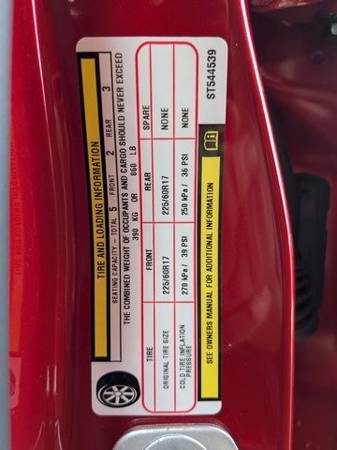 TIRE AND LOADING INFORMATION
SEATING CAPACITY - TOTAL 5 FRONT 2 REAR 3
THE COMBINED WEIGHT OF OCCUPANTS AND CARGO SHOULD NEVER EXCEED
390 KG OR 860 LB
TIRE FRONT REAR SPARE
ORIGINAL TIRE SIZE 225/60R17 225/60R17 NONE
COLD TIRE INFLATION PRESSURE 270 kPa / 39 PSI 250 kPa / 36 PSI NONE
SEE OWNERS MANUAL FOR ADDITIONAL INFORMATION
ST544539